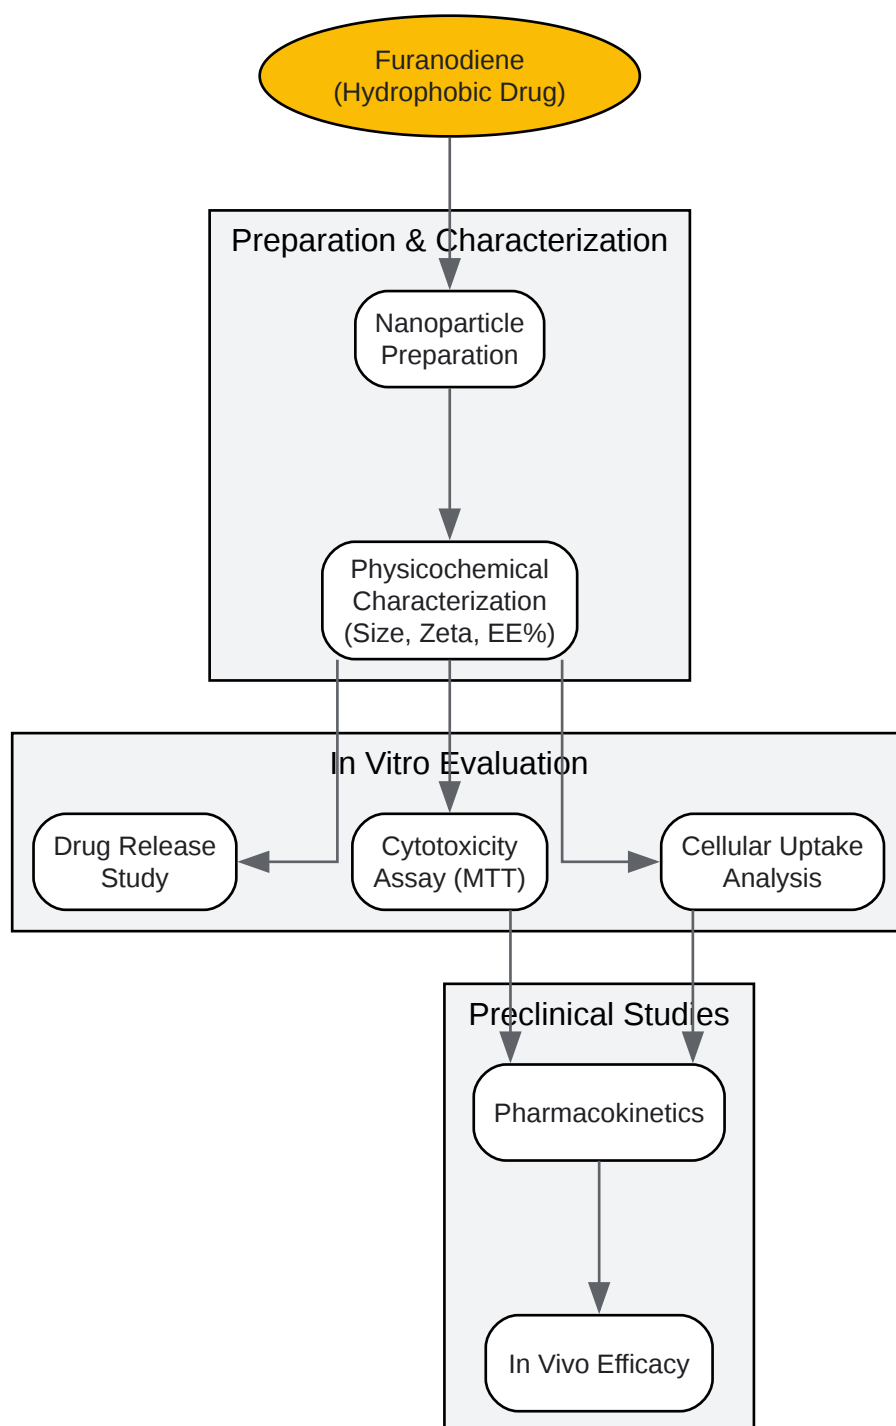 Furanodiene
(Hydrophobic Drug)
Preparation & Characterization
Nanoparticle
Preparation
Physicochemical
Characterization
(Size, Zeta, EE%)
In Vitro Evaluation
Drug Release
Study
Cytotoxicity
Assay (MTT)
Cellular Uptake
Analysis
Preclinical Studies
Pharmacokinetics
In Vivo Efficacy